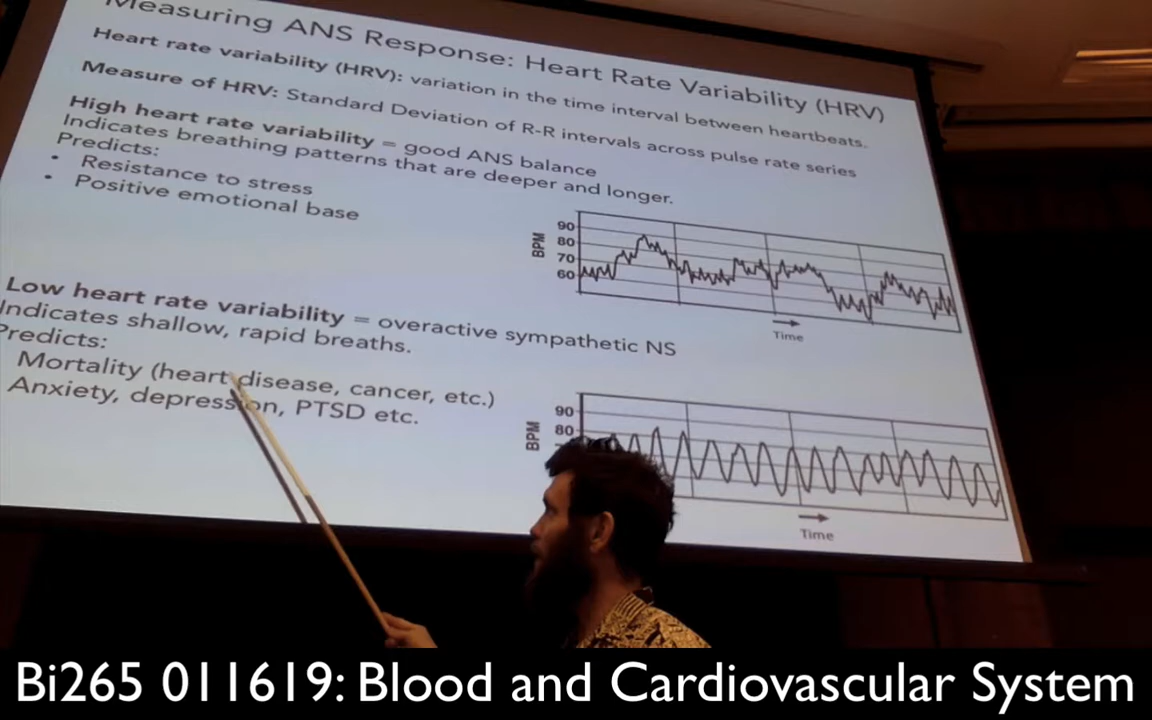 Measuring ANS Response: Heart Rate Variability (HRV)
Heart rate variability (HRV): variation in the time interval between heartbeats.
Measure of HRV: Standard Deviation of R-R intervals across pulse rate series
High heart rate variability = good ANS balance
Indicates breathing patterns that are deeper and longer.
Predicts:
• Resistance to stress
• Positive emotional base
BPM
90
80
70
60
Time
Low heart rate variability = overactive sympathetic NS
Indicates shallow, rapid breaths.
Predicts:
Mortality (heart disease, cancer, etc.)
Anxiety, depression, PTSD etc.
BPM
90
80
Time
Bi265 011619: Blood and Cardiovascular System